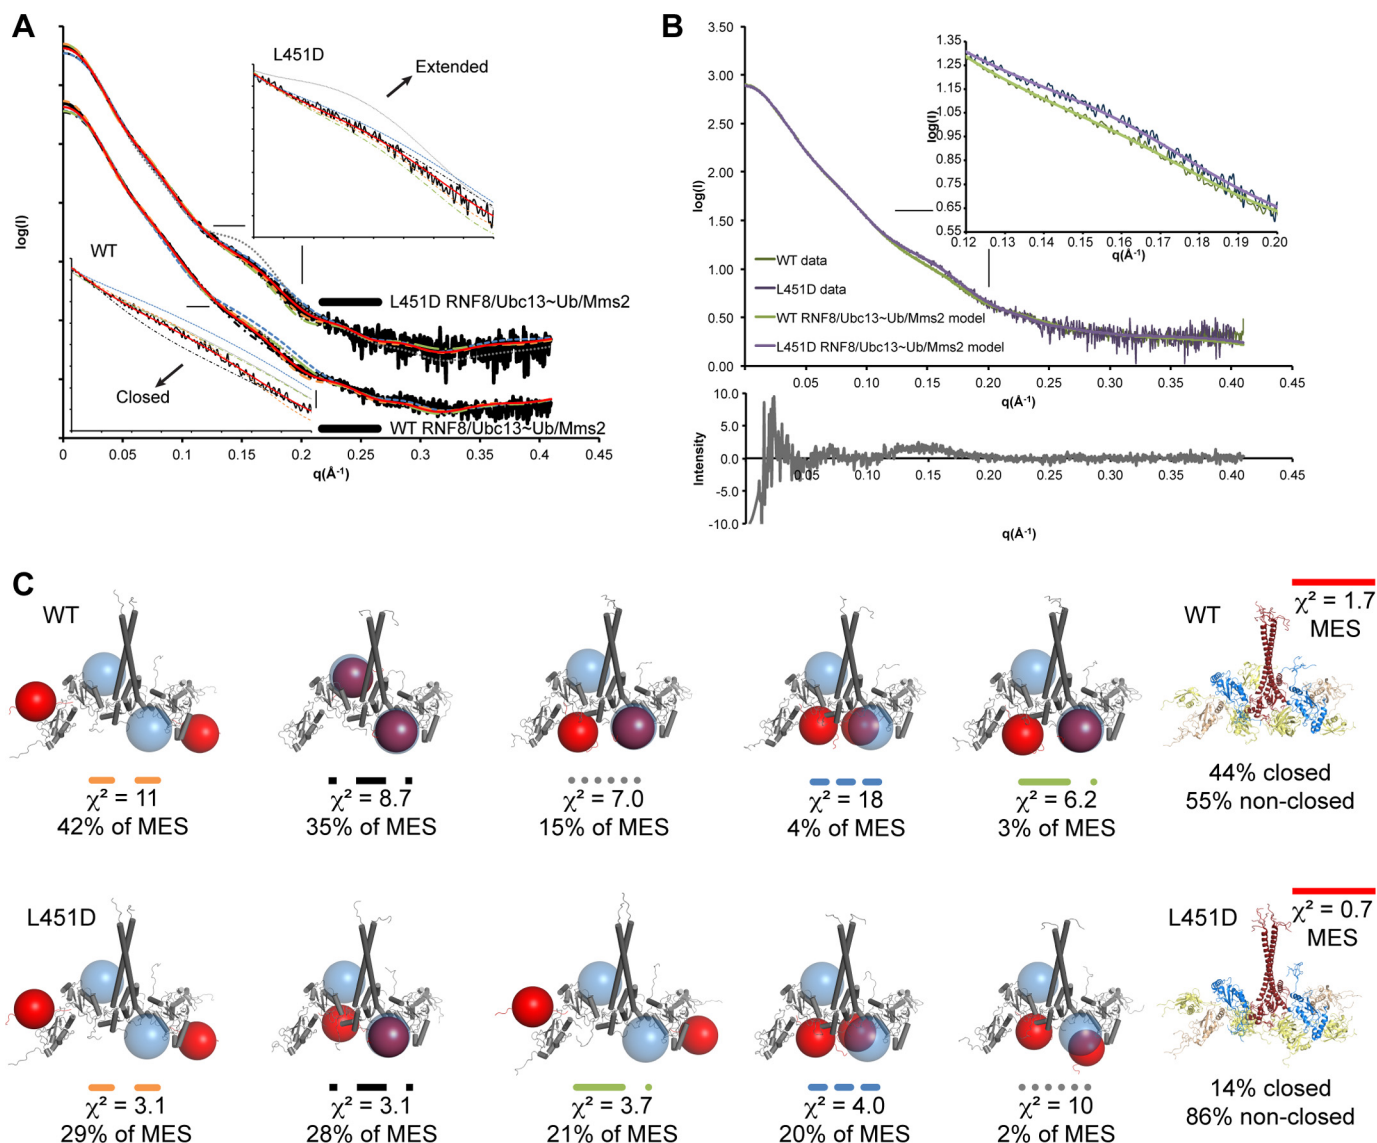 A
L451D
Extended
WT
Closed
L451D RNF8/Ubc13~Ub/Mms2
WT RNF8/Ubc13~Ub/Mms2
log(I)
0 0.05 0.1 0.15 0.2 0.25 0.3 0.35 0.4 0.45
q(Å-1)
B
3.50
3.00
2.50
2.00
1.50
1.00
0.50
0.00
log(I)
1.35
1.25
1.15
1.05
0.95
0.85
0.75
0.65
0.55
log(I)
0.12 0.13 0.14 0.15 0.16 0.17 0.18 0.19 0.20
q(Å-1)
WT data
L451D data
WT RNF8/Ubc13~Ub/Mms2 model
L451D RNF8/Ubc13~Ub/Mms2 model
0.00 0.05 0.10 0.15 0.20 0.25 0.30 0.35 0.40 0.45
q(Å-1)
10.0
5.0
0.0
-5.0
-10.0
Intensity
0.05 0.10 0.15 0.20 0.25 0.30 0.35 0.40 0.45
q(Å-1)
C
WT
χ² = 11
42% of MES
χ² = 8.7
35% of MES
χ² = 7.0
15% of MES
χ² = 18
4% of MES
χ² = 6.2
3% of MES
WT
χ² = 1.7
MES
44% closed
55% non-closed
L451D
χ² = 3.1
29% of MES
χ² = 3.1
28% of MES
χ² = 3.7
21% of MES
χ² = 4.0
20% of MES
χ² = 10
2% of MES
L451D
χ² = 0.7
MES
14% closed
86% non-closed